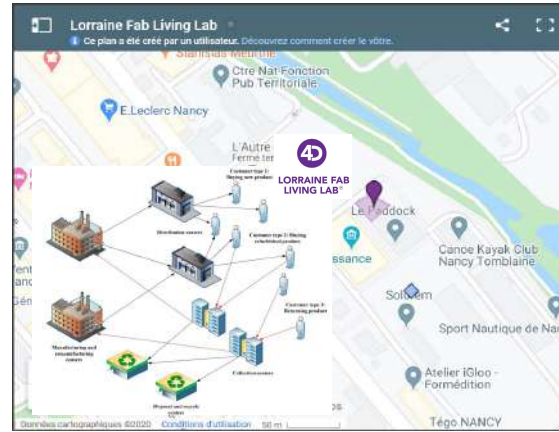 Lorraine Fab Living Lab
Ce plan a été créé par un utilisateur. Découvrez comment créer le vôtre.
Stanislas Meurthe
Ctre Nat Fonction
Pub Territoriale
E.Leclerc Nancy
L'Autre
4D
LORRAINE FAB
LIVING LAB
Customer type 1:
Buying new product
Distribution centers
Customer type 2: Buying
refurbished product
Customer type 3:
Returning product
Manufacturing and
remanufacturing
centers
Collection centers
Disposal and recycle
centers
Le Paddock
Canoe Kayak Club
Nancy Tomblaine
Sport Nautique de Na
Atelier iGloo -
Formédition
Tégo NANCY
Données cartographiques ©2020
Conditions d'utilisation
50 m